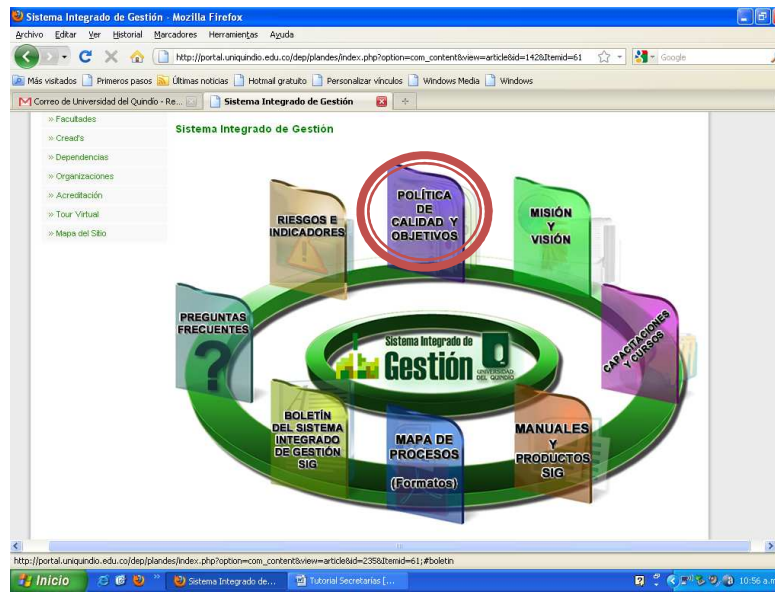 Sistema Integrado de Gestión - Mozilla Firefox
Archivo Editar Ver Historial Marcadores Herramientas Ayuda
http://portal.uniquindio.edu.co/dep/plandes/index.php?option=com_content&view=article&id=142&Itemid=61
Google
Más visitados Primeros pasos Últimas noticias Hotmail gratuito Personalizar vínculos Windows Media Windows
Correo de Universidad del Quindío - Re... Sistema Integrado de Gestión
» Facultades
» Cread's
» Dependencias
» Organizaciones
» Acreditación
» Tour Virtual
» Mapa del Sitio
Sistema Integrado de Gestión
POLÍTICA
DE
CALIDAD Y
OBJETIVOS
RIESGOS E
INDICADORES
MISIÓN
Y
VISIÓN
PREGUNTAS
FRECUENTES
?
CAPACITACIONES
Y CURSOS
Sistema Integrado de
Gestión
UNIVERSIDAD
DEL QUINDÍO
BOLETÍN
DEL SISTEMA
INTEGRADO
DE GESTIÓN
SIG
MAPA DE
PROCESOS
(Formatos)
MANUALES
Y
PRODUCTOS
SIG
http://portal.uniquindio.edu.co/dep/plandes/index.php?option=com_content&view=article&id=235&Itemid=61;#boletin
Inicio
Sistema Integrado de...
Tutorial Secretarías [...
10:56 a.m